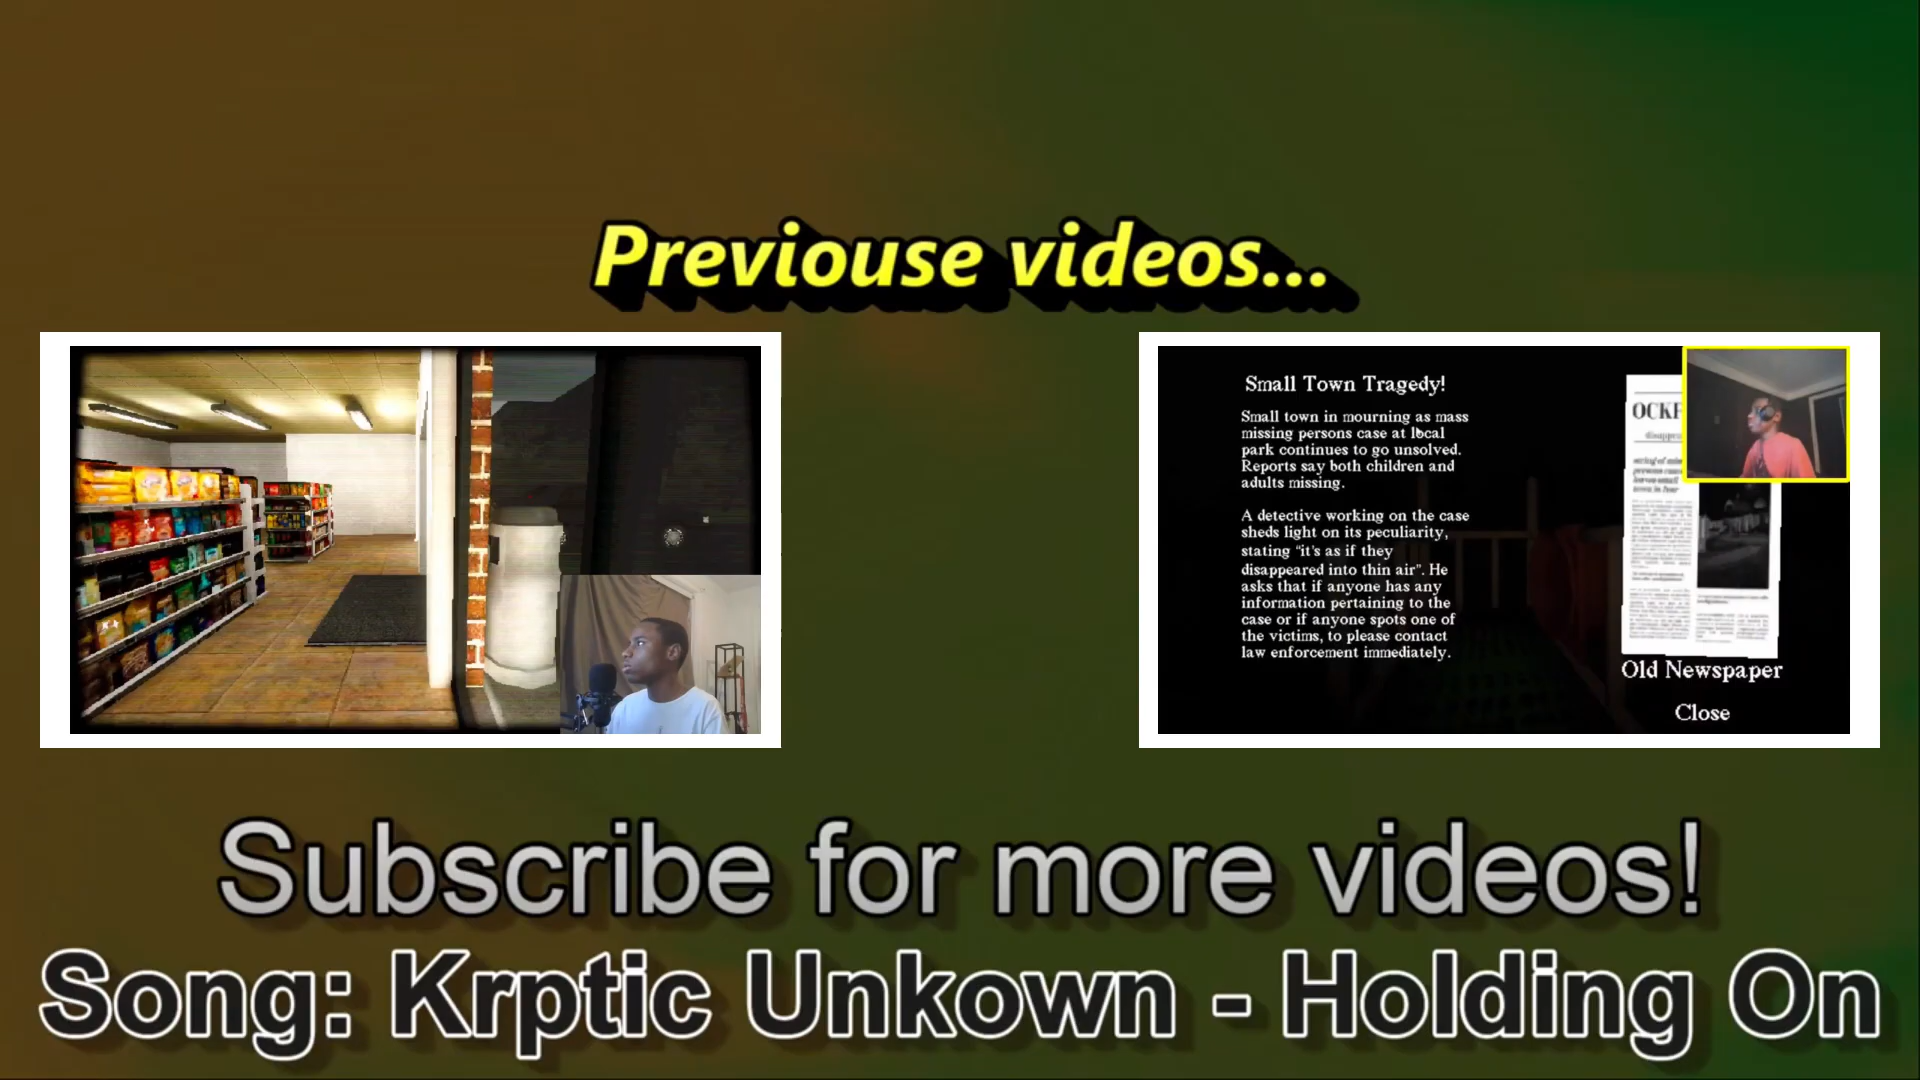 Previouse videos...
Small Town Tragedy!
Small town in mourning as mass
missing persons case at local
park continues to go unsolved.
Reports say both children and
adults missing.
A detective working on the case
sheds light on its peculiarity,
stating "it's as if they
disappeared into thin air". He
asks that if anyone has any
information pertaining to the
case or if anyone spots one of
the victims, to please contact
law enforcement immediately.
OCKE
Old Newspaper
Close
Subscribe for more videos!
Song: Krptic Unkown - Holding On